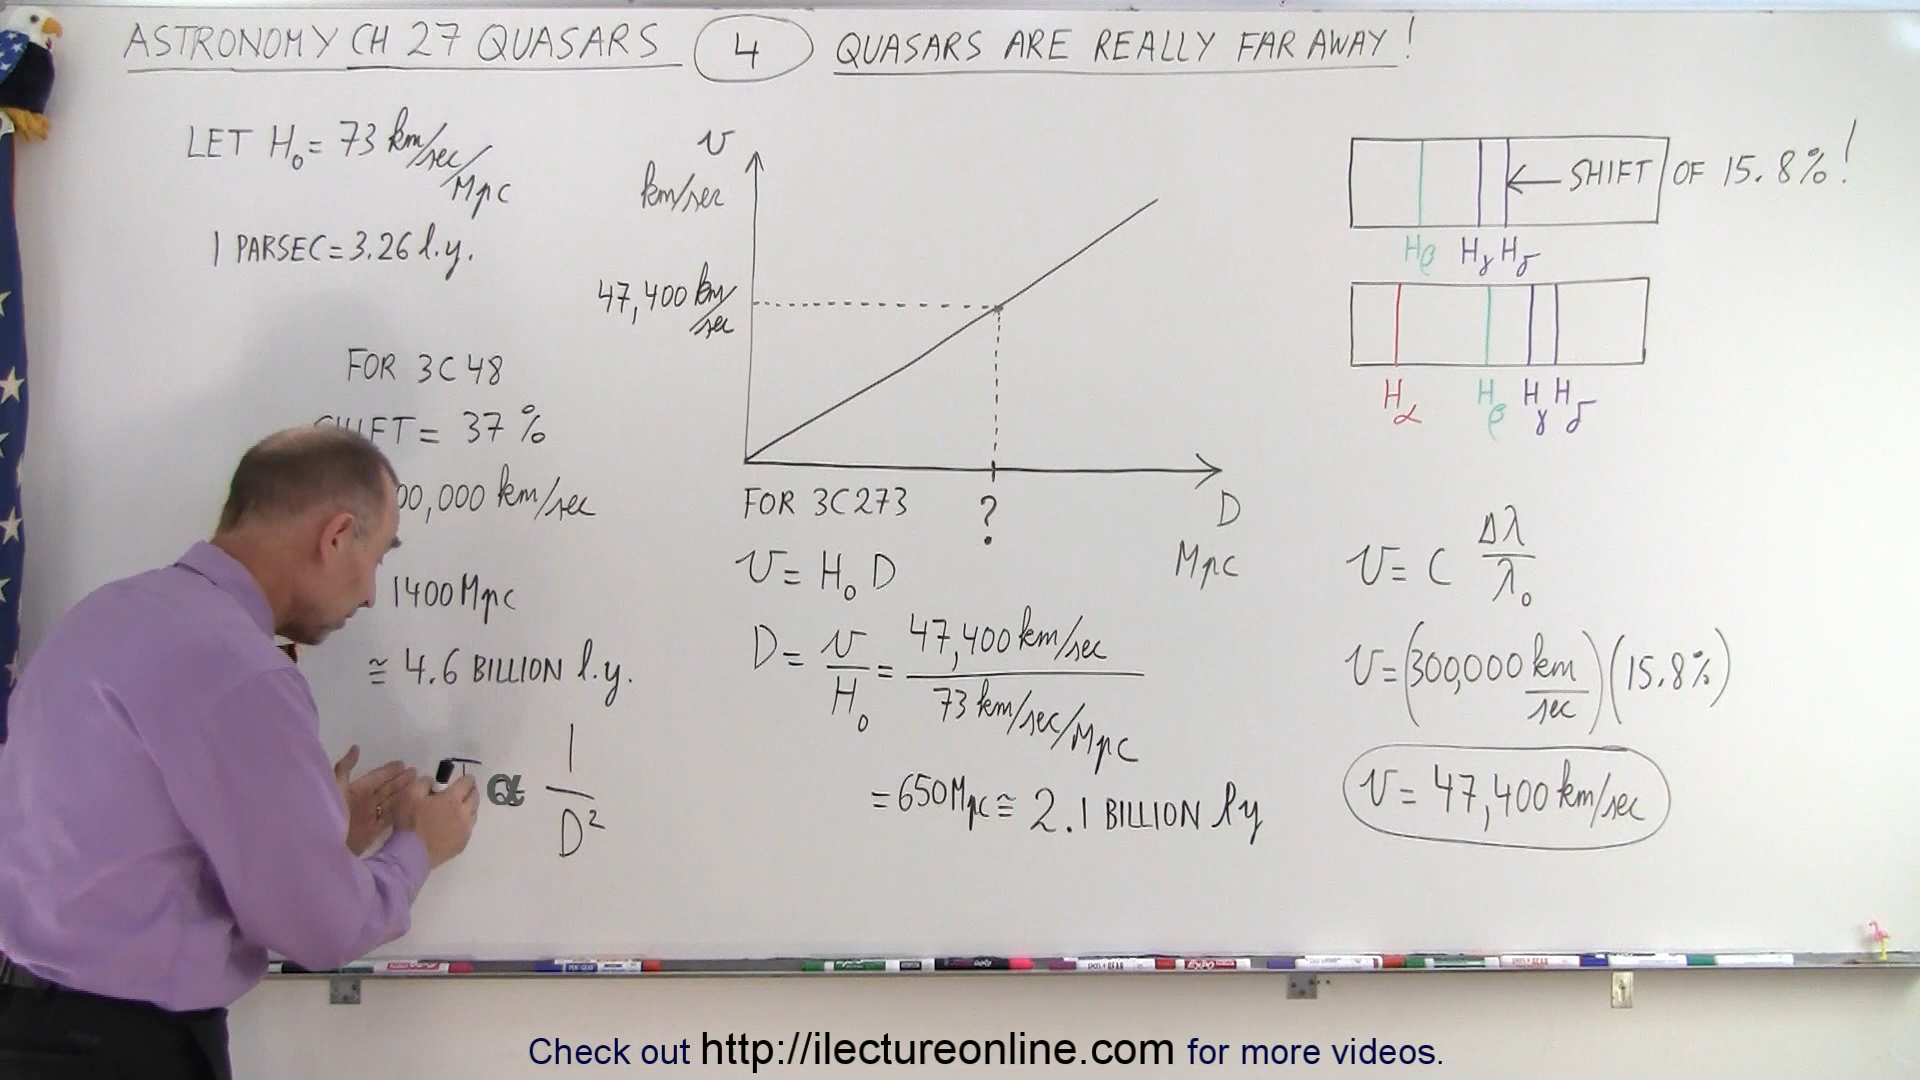 ASTRONOMY CH 27 QUASARS 4 QUASARS ARE REALLY FAR AWAY!
LET H₀ = 73 km/sec/Mpc
1 PARSEC = 3.26 l.y.
FOR 3C48
SHIFT = 37%
00,000 km/sec
1400 Mpc
≅ 4.6 BILLION l.y.
∝ 1/D²
v
km/sec
47,400 km/sec
?
D
Mpc
FOR 3C273
v = H₀ D
D = v/H₀ = 47,400 km/sec / 73 km/sec/Mpc
= 650 Mpc ≅ 2.1 BILLION ly
← SHIFT OF 15.8%!
Hβ Hγ Hδ
Hα Hβ Hγ Hδ
v = c Δλ/λ₀
v = (300,000 km/sec)(15.8%)
v = 47,400 km/sec
Check out http://ilectureonline.com for more videos.